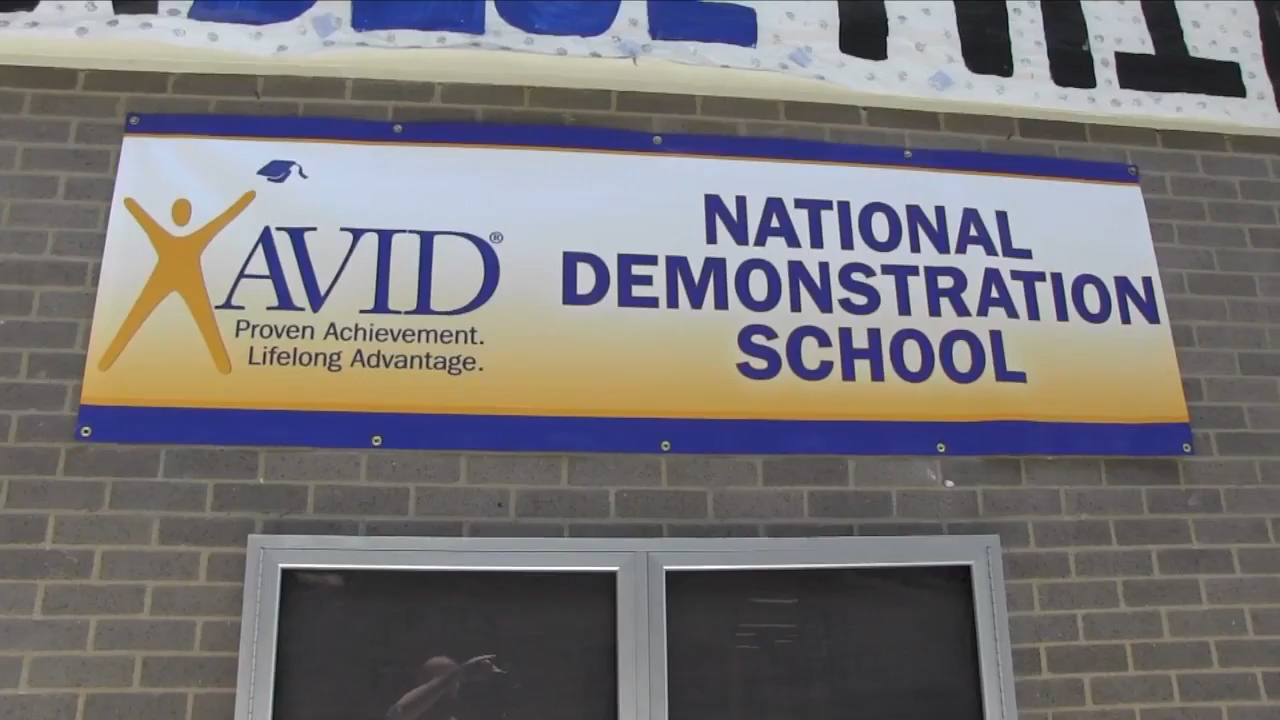 AVID®
Proven Achievement.
Lifelong Advantage.
NATIONAL
DEMONSTRATION
SCHOOL